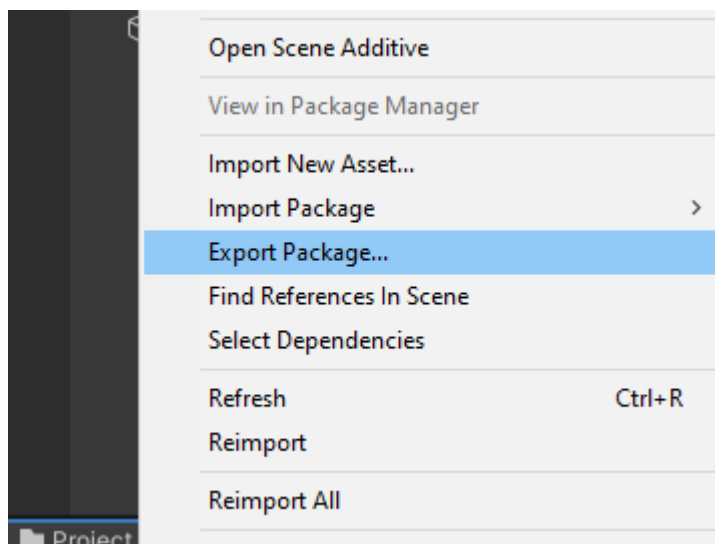 Open Scene Additive
View in Package Manager
Import New Asset...
Import Package
Export Package...
Find References In Scene
Select Dependencies
Refresh Ctrl+R
Reimport
Reimport All
Project